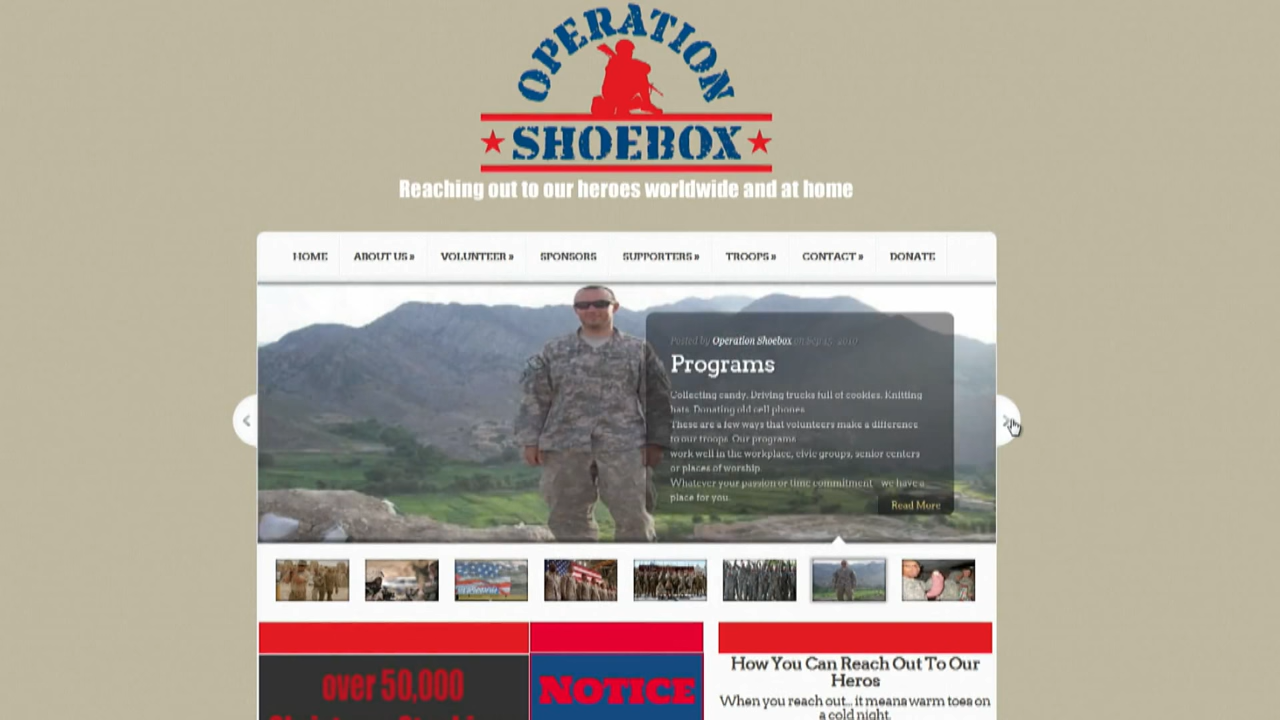 OPERATION
SHOEBOX
Reaching out to our heroes worldwide and at home
HOME ABOUT US » VOLUNTEER » SPONSORS SUPPORTERS » TROOPS » CONTACT » DONATE
Posted by Operation Shoebox on Sep 15, 2010
Programs
Collecting candy. Driving trucks full of cookies. Knitting
hats. Donating old cell phones.
These are a few ways that volunteers make a difference
to our troops. Our programs
work well in the workplace, civic groups, senior centers
or places of worship.
Whatever your passion or time commitment we have a
place for you.
Read More
over 50,000
NOTICE
How You Can Reach Out To Our
Heros
When you reach out... it means warm toes on
a cold night.